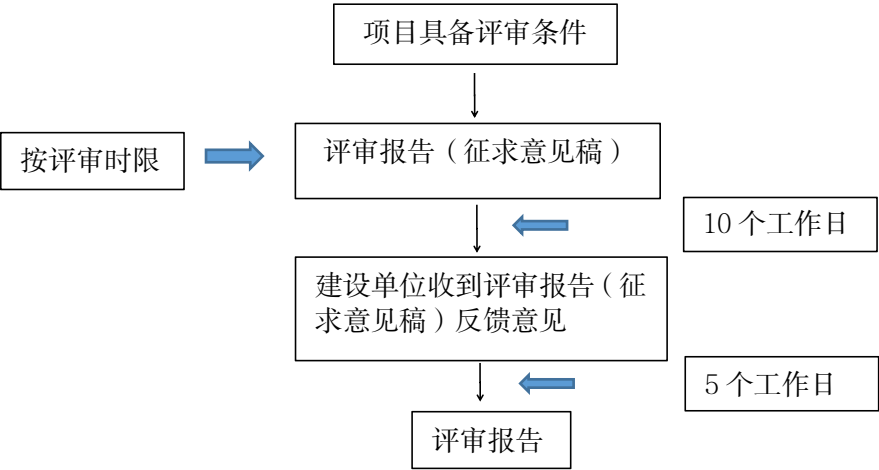 项目具备评审条件
按评审时限
评审报告（征求意见稿）
10个工作日
建设单位收到评审报告（征
求意见稿）反馈意见
5个工作日
评审报告